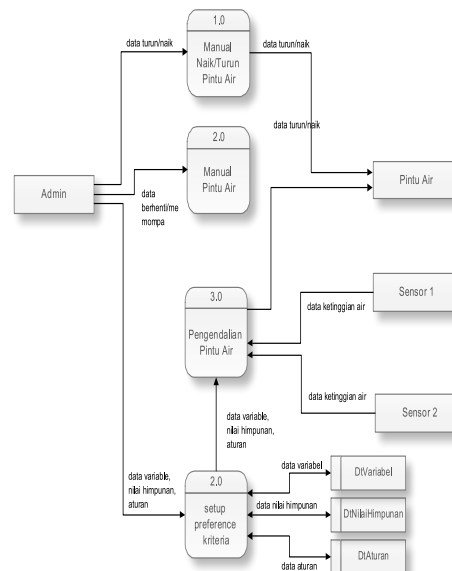 1.0
Manual
Naik/Turun
Pintu Air
data turun/naik
data turun/naik
data turun/naik
2.0
Manual
Pintu Air
Admin
data
berhenti/me
mompa
Pintu Air
3.0
Pengendalian
Pintu Air
Sensor 1
data ketinggian air
Sensor 2
data ketinggian air
data variable,
nilai himpunan,
aturan
data variable,
nilai himpunan,
aturan
2.0
setup
preference
kriteria
data variabel
DtVariabel
data nilai himpunan
DtNilaiHimpunan
DtAturan
data aturan